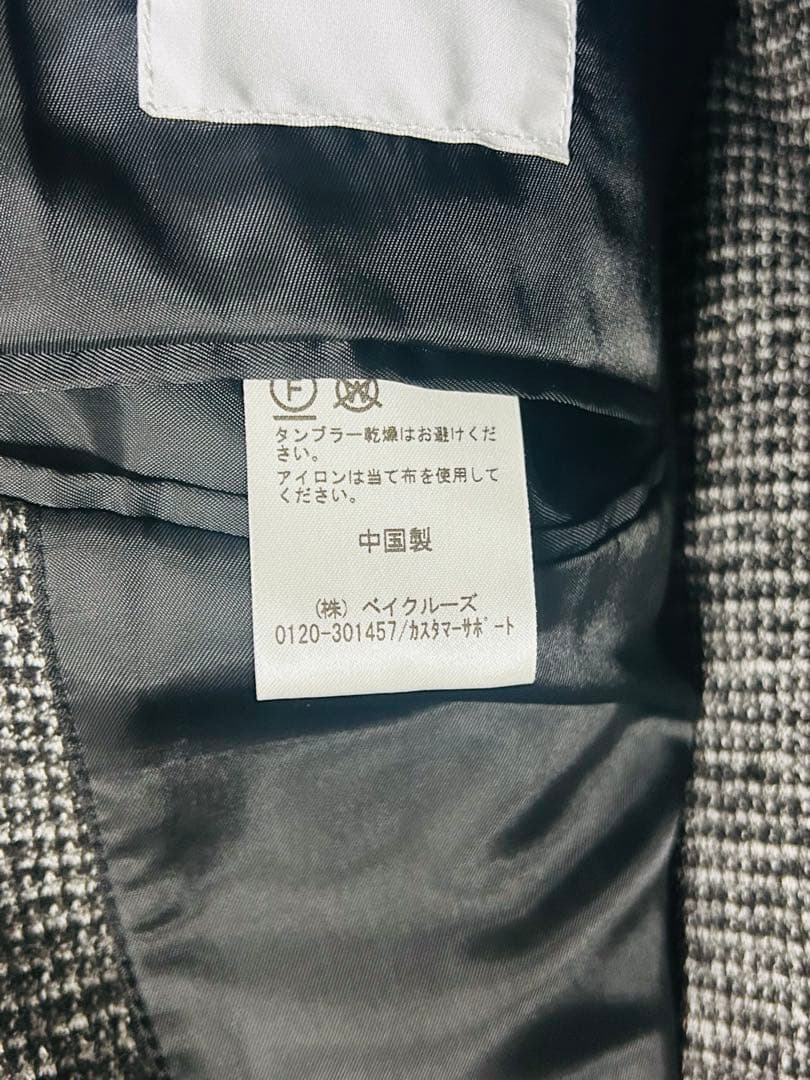 F W
タンブラー乾燥はお避けくだ
さい。
アイロンは当て布を使用して
ください。
中国製
(株) ベイクルーズ
0120-301457/ｶｽﾀﾏｰｻﾎﾟｰﾄ